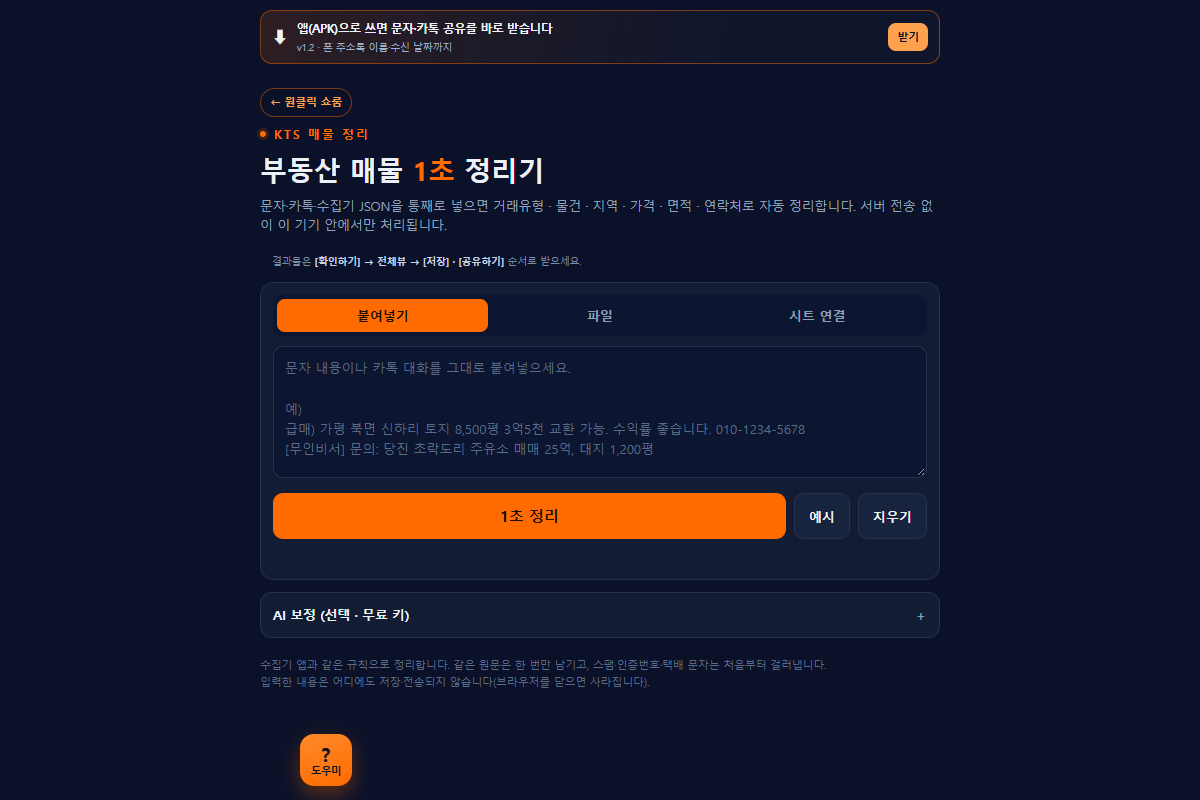 앱(APK)으로 쓰면 문자·카톡 공유를 바로 받습니다
v1.2 · 폰 주소록 이름·수신 날짜까지
받기
← 원클릭 쇼룸
KTS 매물 정리
부동산 매물 1초 정리기
문자·카톡·수집기 JSON을 통째로 넣으면 거래유형 · 물건 · 지역 · 가격 · 면적 · 연락처로 자동 정리합니다. 서버 전송 없
이 이 기기 안에서만 처리됩니다.
결과물은 [확인하기] → 전체뷰 → [저장] · [공유하기] 순서로 받으세요.
붙여넣기
파일
시트 연결
문자 내용이나 카톡 대화를 그대로 붙여넣으세요.
예)
급매) 가평 북면 신하리 토지 8,500평 3억5천 교환 가능. 수익률 좋습니다. 010-1234-5678
[무인비서] 문의: 당진 초락도리 주유소 매매 25억, 대지 1,200평
1초 정리
예시
지우기
AI 보정 (선택 · 무료 키)
+
수집기 앱과 같은 규칙으로 정리합니다. 같은 원문은 한 번만 남기고, 스팸·인증번호·택배 문자는 처음부터 걸러냅니다.
입력한 내용은 어디에도 저장·전송되지 않습니다(브라우저를 닫으면 사라집니다).
?
도우미